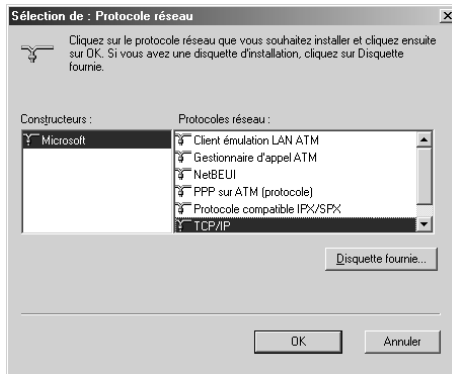 Sélection de : Protocole réseau
Cliquez sur le protocole réseau que vous souhaitez installer et cliquez ensuite
sur OK. Si vous avez une disquette d'installation, cliquez sur Disquette
fournie.
Constructeurs :
Protocoles réseau :
Microsoft
Client émulation LAN ATM
Gestionnaire d'appel ATM
NetBEUI
PPP sur ATM (protocole)
Protocole compatible IPX/SPX
TCP/IP
Disquette fournie...
OK
Annuler